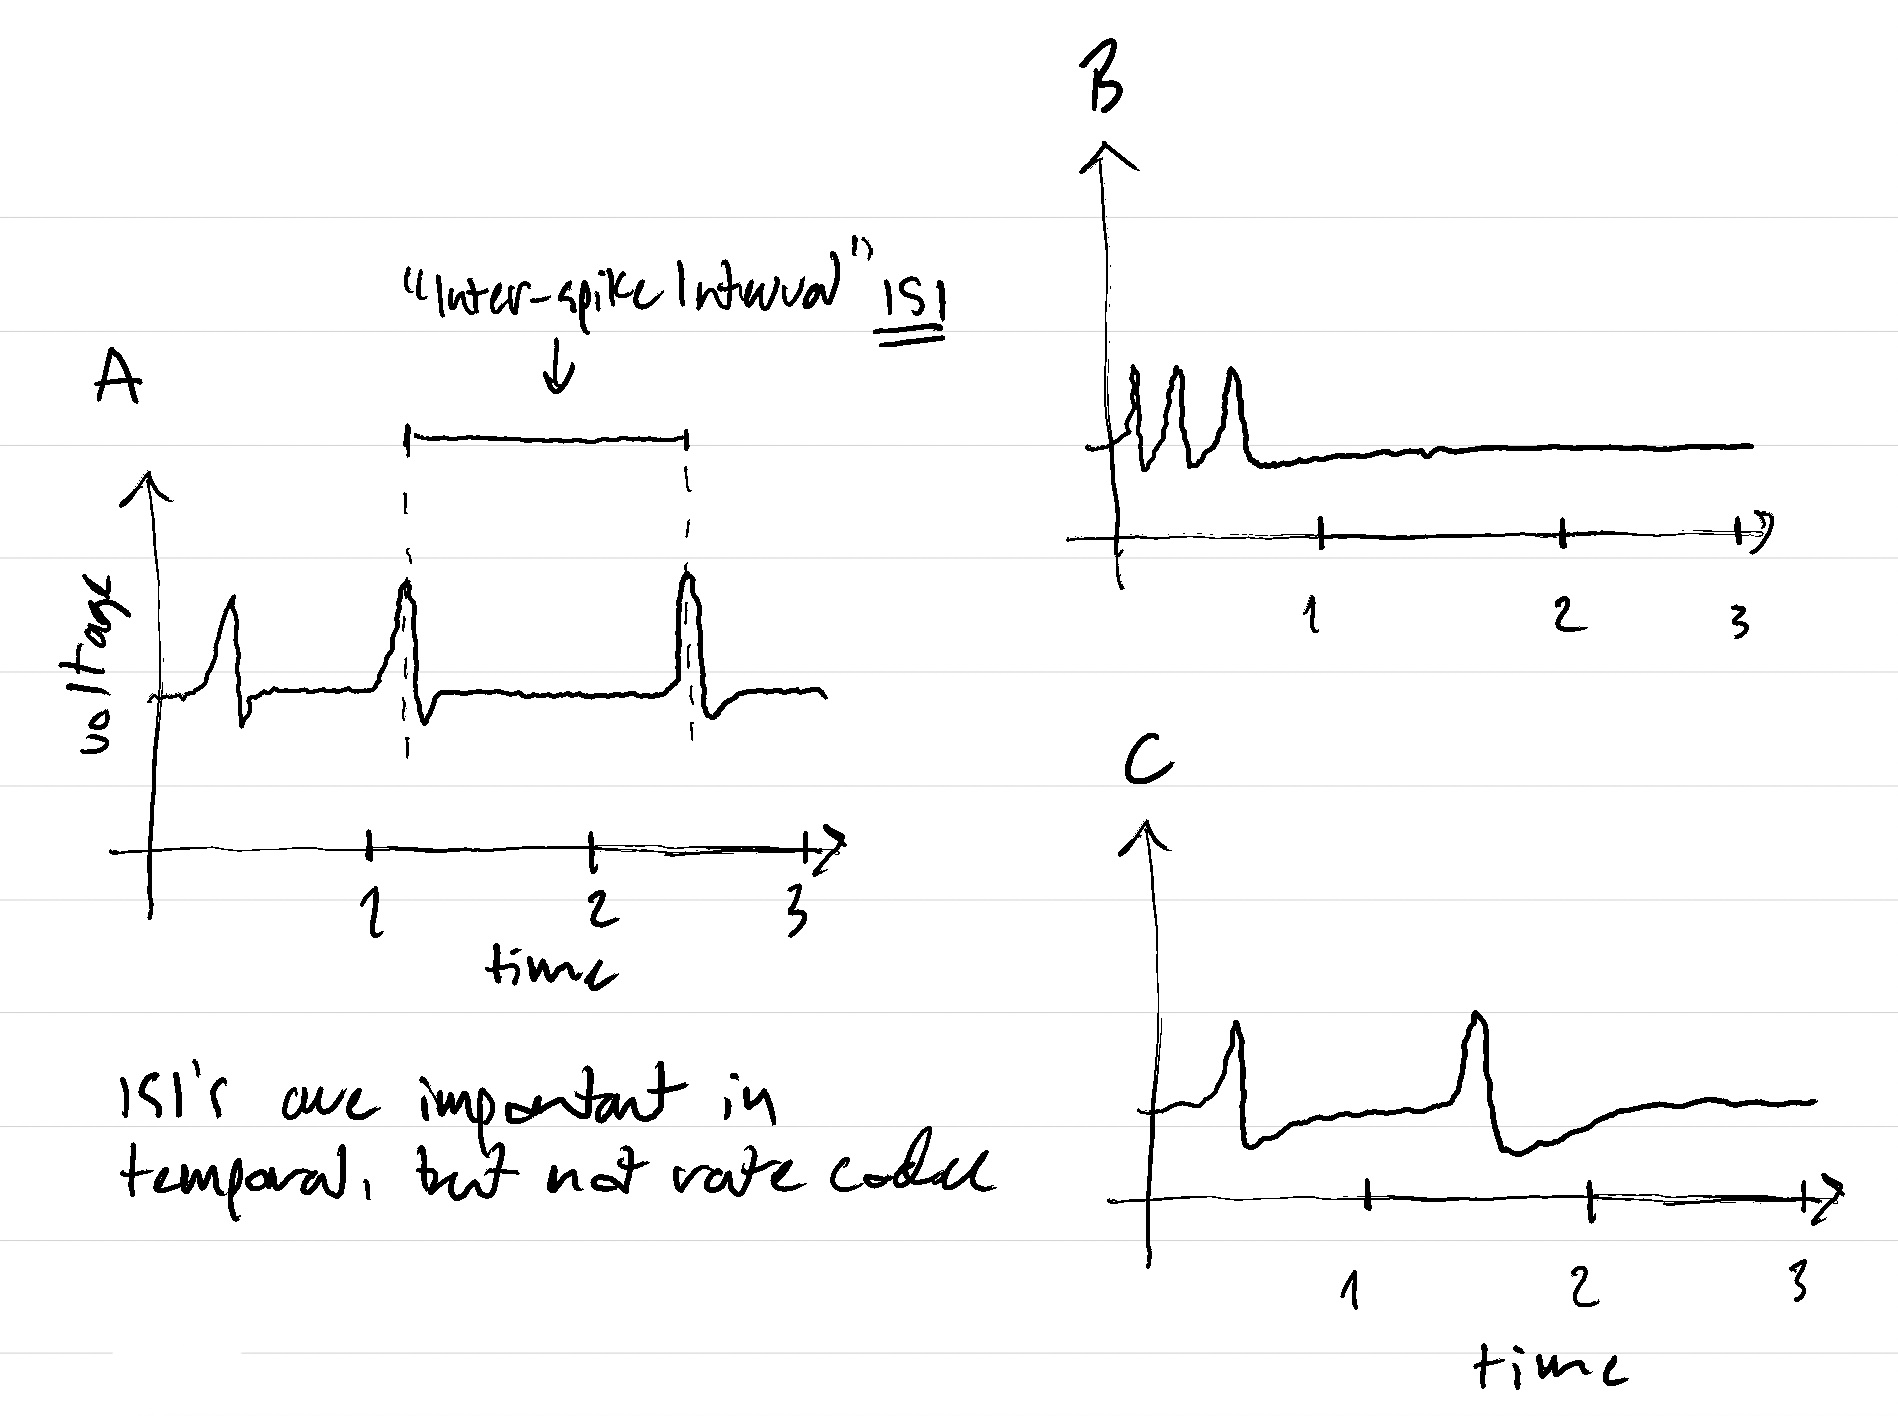 B
"Inter-spike Interval" ISI
A
voltage
1 2 3
1 2 3
time
C
ISI's are important in
temporal, but not rate codes
1 2 3
time